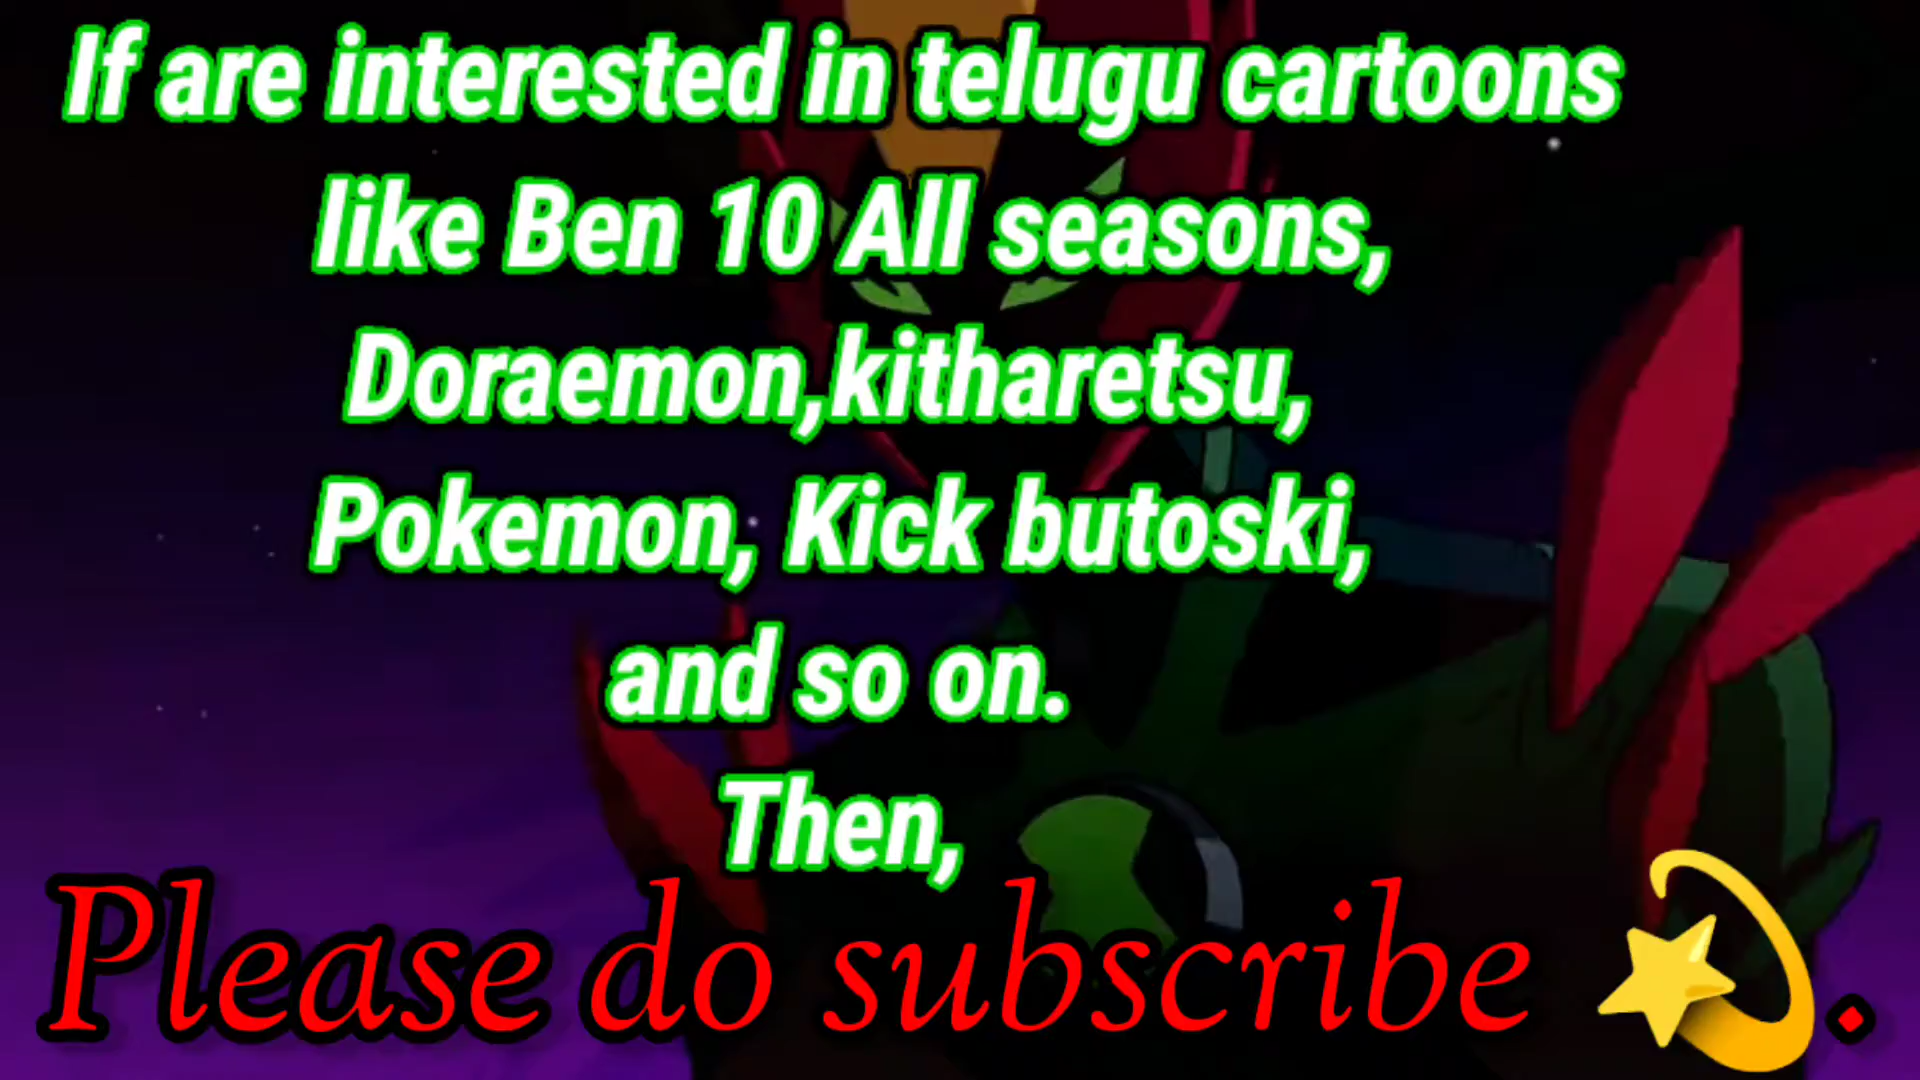 If are interested in telugu cartoons
like Ben 10 All seasons,
Doraemon,kitharetsu,
Pokemon, Kick butoski,
and so on.
Then,
Please do subscribe 💫.